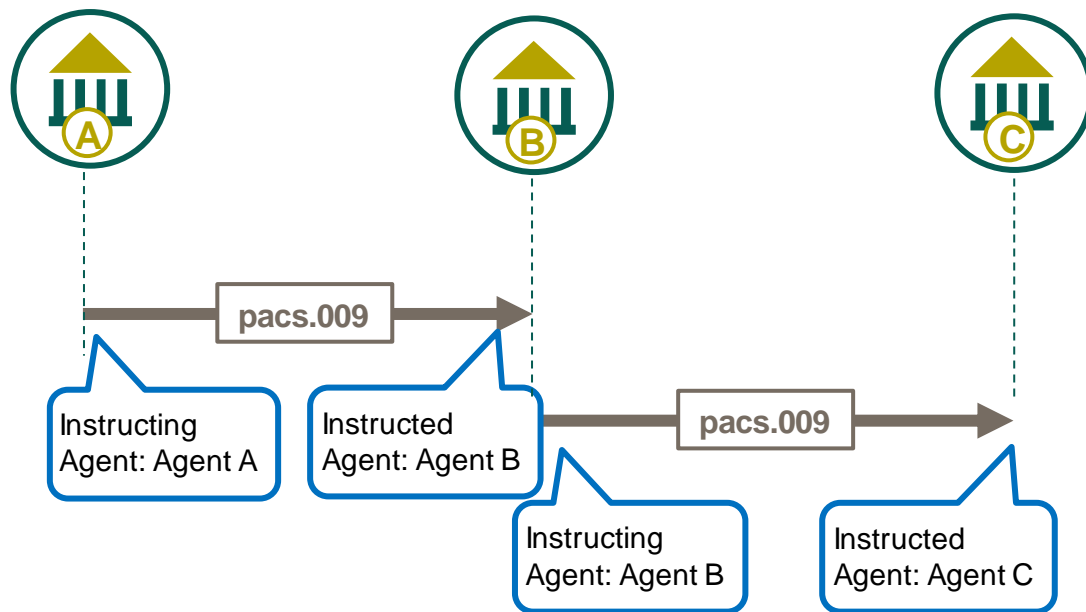 A
B
C
pacs.009
Instructing
Agent: Agent A
Instructed
Agent: Agent B
pacs.009
Instructing
Agent: Agent B
Instructed
Agent: Agent C